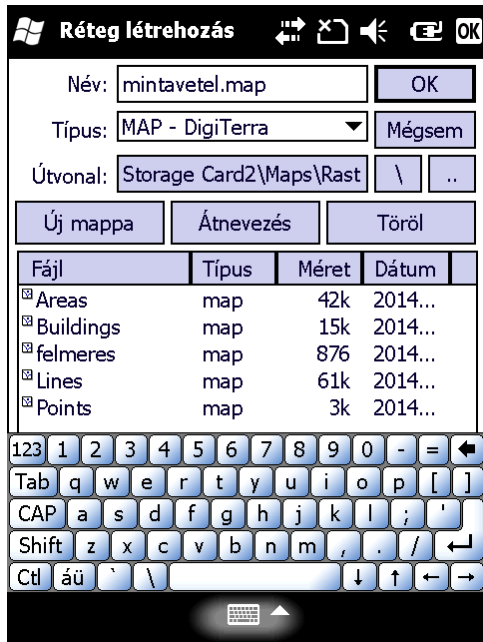 Réteg létrehozás OK
Név: mintavetel.map OK
Típus: MAP - DigiTerra Mégsem
Útvonal: Storage Card2\Maps\Rast \ ..
Új mappa Átnevezés Töröl
Fájl Típus Méret Dátum
Areas map 42k 2014...
Buildings map 15k 2014...
felmeres map 876 2014...
Lines map 61k 2014...
Points map 3k 2014...
123 1 2 3 4 5 6 7 8 9 0 - =
Tab q w e r t y u i o p [ ]
CAP a s d f g h j k l ; '
Shift z x c v b n m , . /
Ctl áü ` \